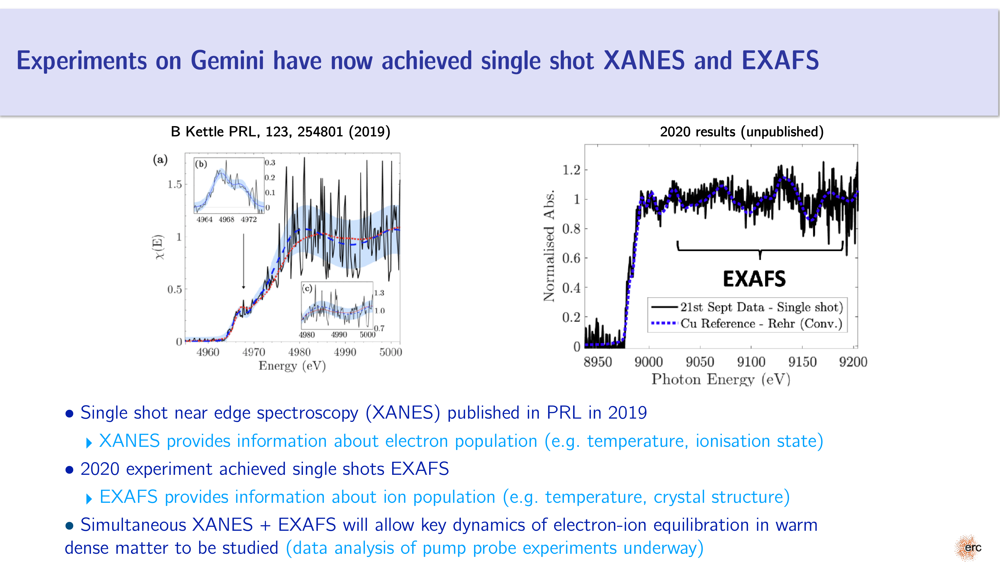 Experiments on Gemini have now achieved single shot XANES and EXAFS
B Kettle PRL, 123, 254801 (2019)
(a)
(b)
0.3
0.2
0.1
0
4964 4968 4972
1.5
1
0.5
0
χ(E)
(c)
1.3
1.0
0.7
4980 4990 5000
4960 4970 4980 4990 5000
Energy (eV)
2020 results (unpublished)
1.2
1
0.8
0.6
0.4
0.2
0
Normalised Abs.
EXAFS
21st Sept Data - Single shot)
Cu Reference - Rehr (Conv.)
8950 9000 9050 9100 9150 9200
Photon Energy (eV)
• Single shot near edge spectroscopy (XANES) published in PRL in 2019
▸ XANES provides information about electron population (e.g. temperature, ionisation state)
• 2020 experiment achieved single shots EXAFS
▸ EXAFS provides information about ion population (e.g. temperature, crystal structure)
• Simultaneous XANES + EXAFS will allow key dynamics of electron-ion equilibration in warm
dense matter to be studied (data analysis of pump probe experiments underway)
erc